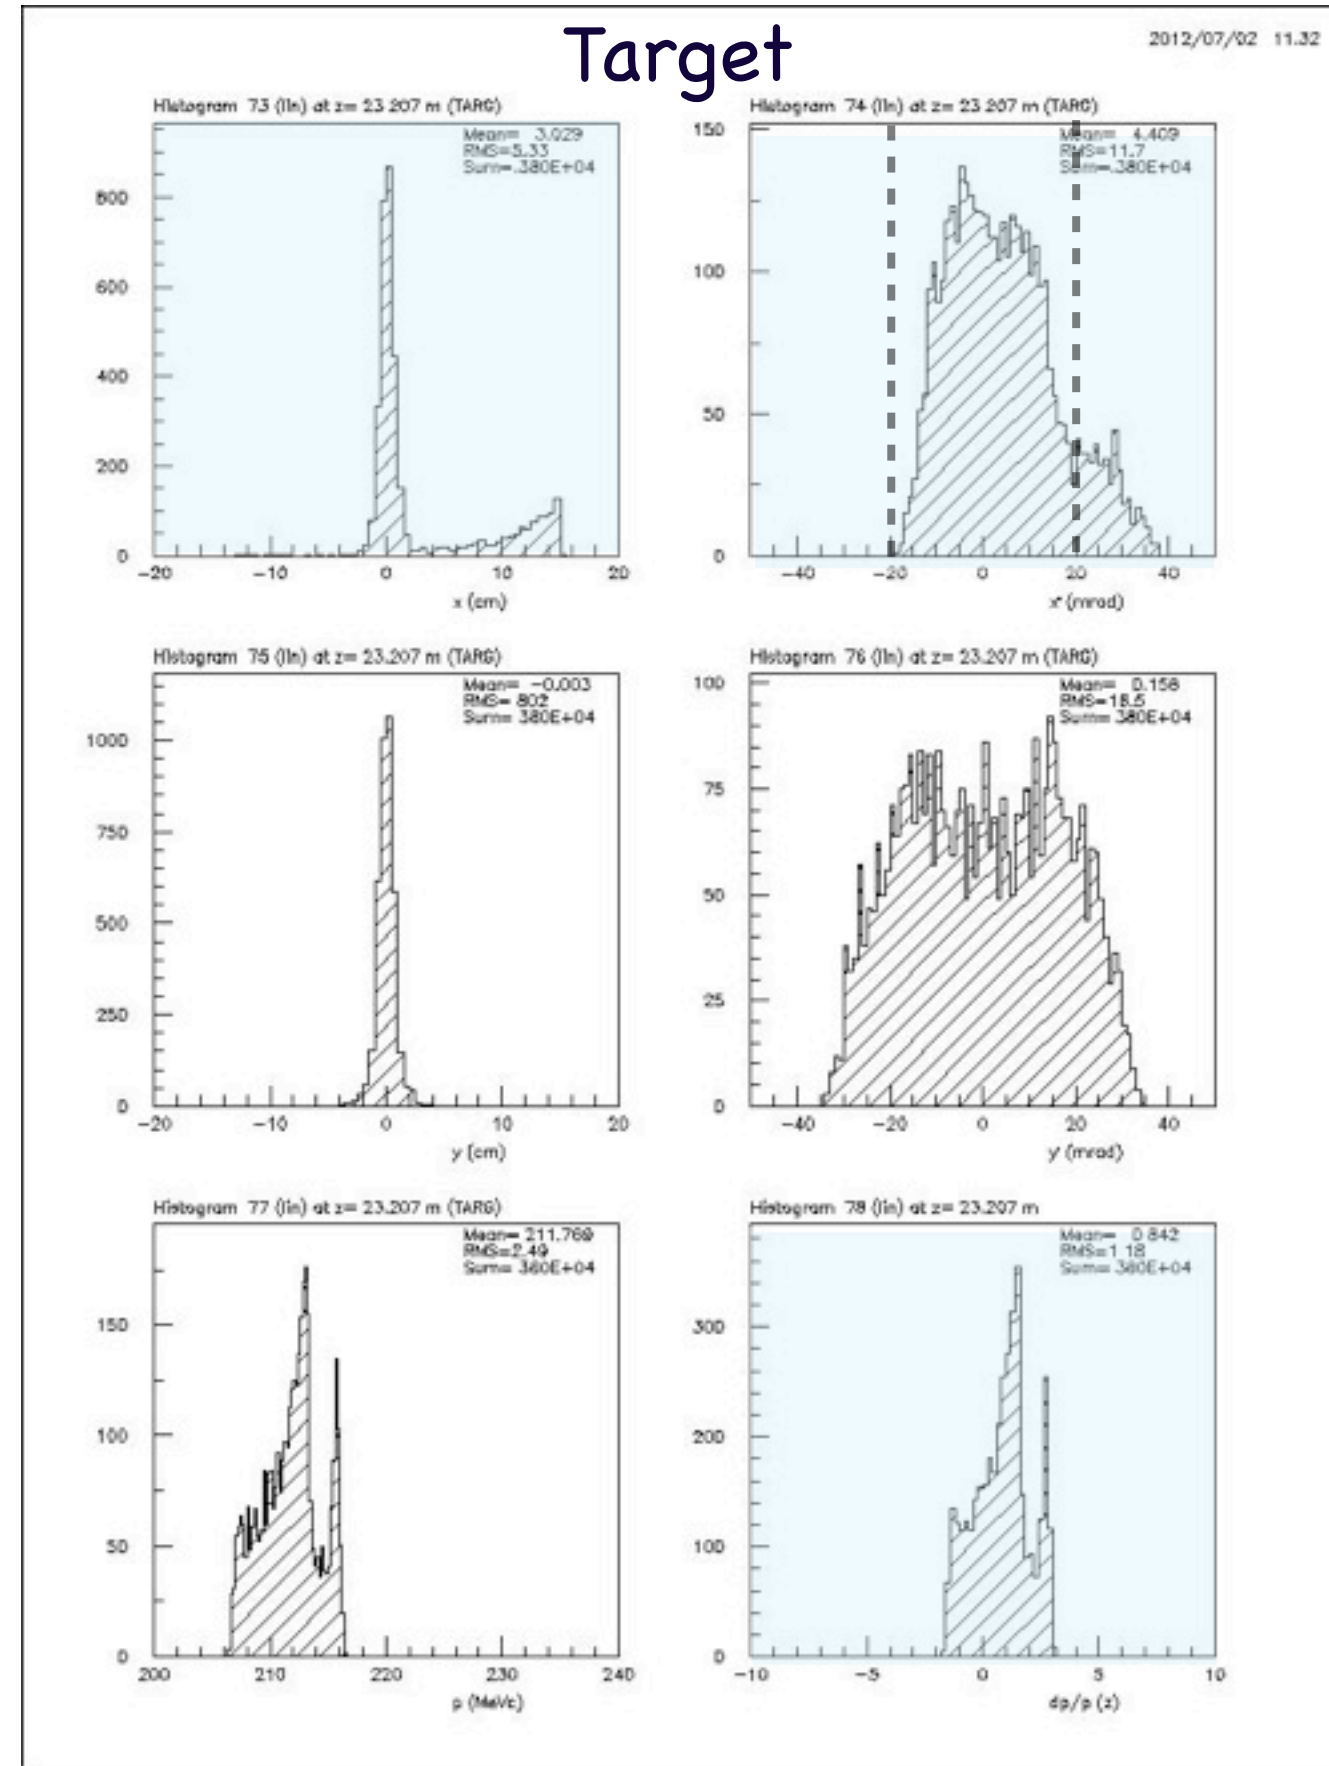 Target
2012/07/02 11.32
Histogram 73 (lin) at z= 23.207 m (TARG)
Mean= 3.029
RMS=5.33
Sum=.380E+04
800
600
400
200
0
-20 -10 0 10 20
x (cm)
Histogram 74 (lin) at z= 23.207 m (TARG)
Mean= 4.409
RMS=11.7
Sum=.380E+04
150
100
50
0
-40 -20 0 20 40
x' (mrad)
Histogram 75 (lin) at z= 23.207 m (TARG)
Mean= -0.003
RMS=.802
Sum=.380E+04
1000
750
500
250
0
-20 -10 0 10 20
y (cm)
Histogram 76 (lin) at z= 23.207 m (TARG)
Mean= 0.158
RMS=18.5
Sum=.380E+04
100
75
50
25
0
-40 -20 0 20 40
y' (mrad)
Histogram 77 (lin) at z= 23.207 m (TARG)
Mean= 211.769
RMS=2.49
Sum=.380E+04
150
100
50
0
200 210 220 230 240
p (MeVc)
Histogram 78 (lin) at z= 23.207 m
Mean= 0.842
RMS=1.18
Sum=.380E+04
300
200
100
0
-10 -5 0 5 10
dp/p